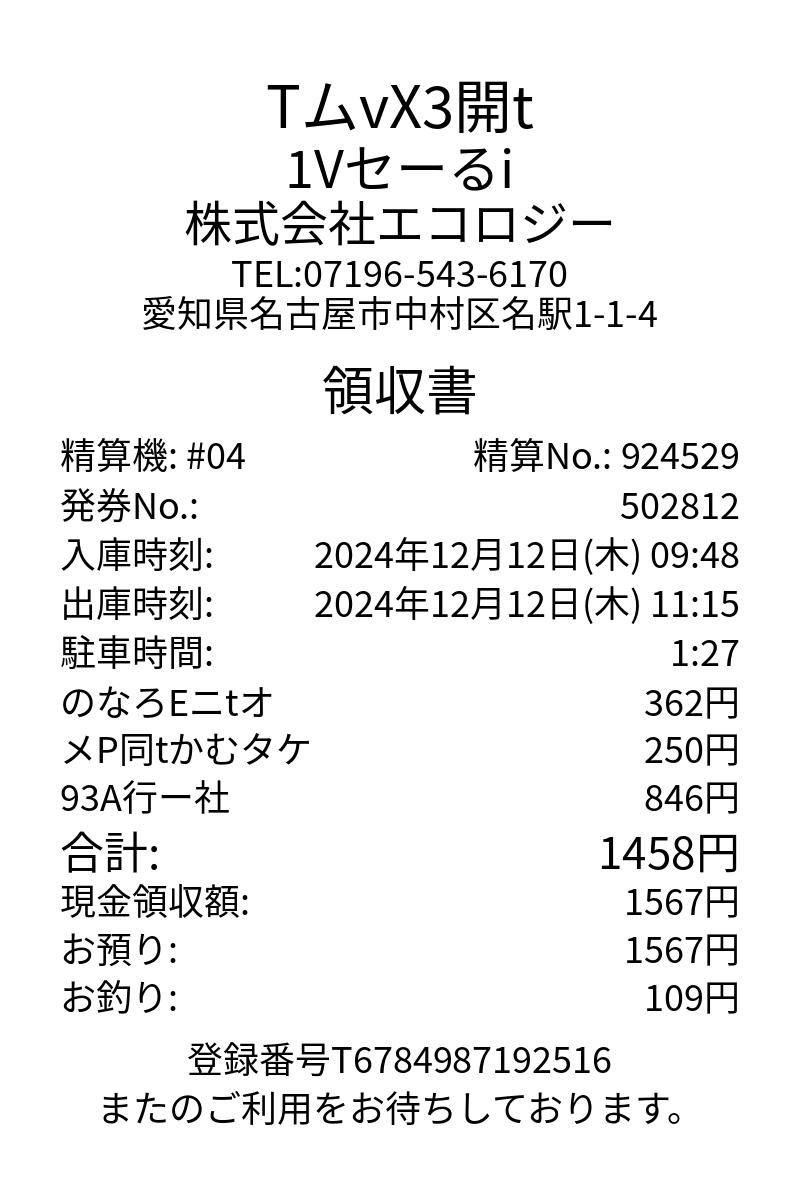 TムvX3開t
1Vセーるi
株式会社エコロジー
TEL:07196-543-6170
愛知県名古屋市中村区名駅1-1-4
領収書
精算機: #04 精算No.: 924529
発券No.: 502812
入庫時刻: 2024年12月12日(木) 09:48
出庫時刻: 2024年12月12日(木) 11:15
駐車時間: 1:27
のなろEニtオ 362円
メP同tかむタケ 250円
93A行ー社 846円
合計: 1458円
現金領収額: 1567円
お預り: 1567円
お釣り: 109円
登録番号T6784987192516
またのご利用をお待ちしております。